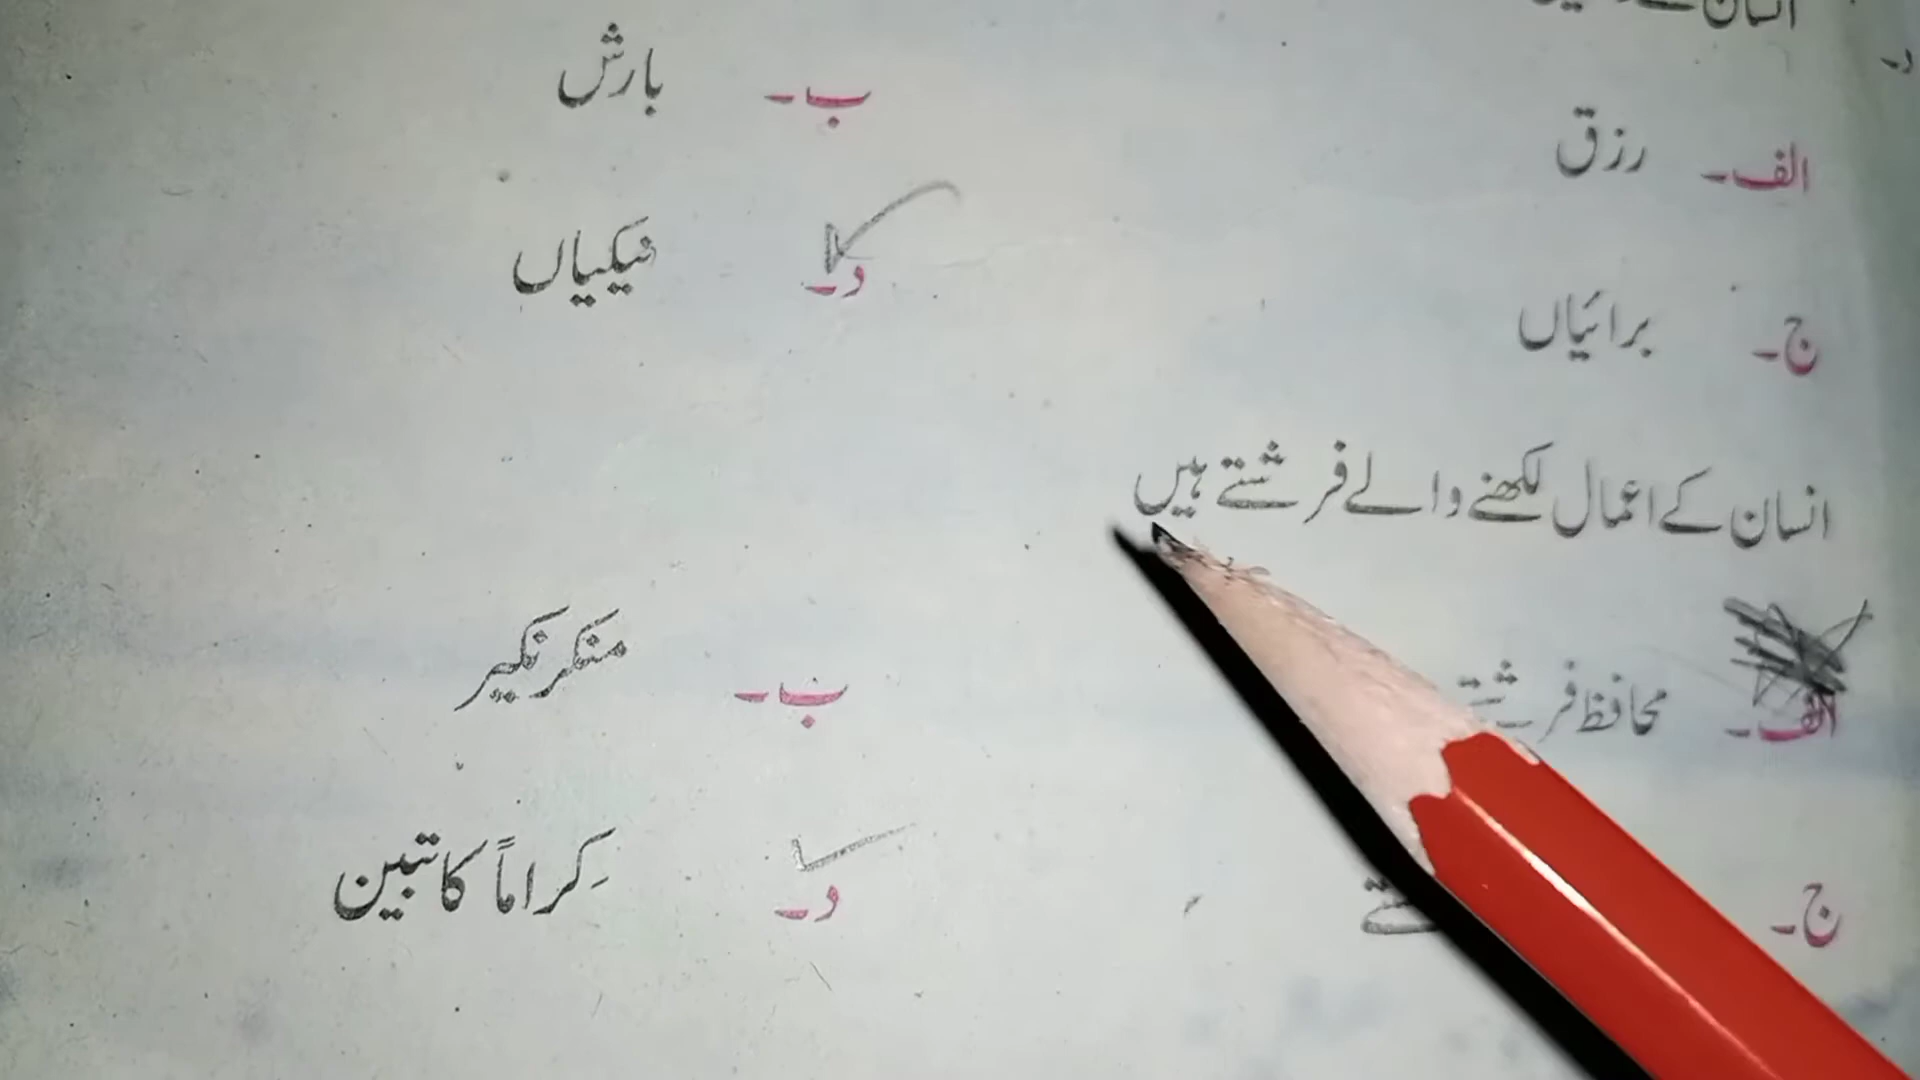 انسان کے
الف۔ رزق ب۔ بارش
ج۔ برائیاں د۔ نیکیاں
انسان کے اعمال لکھنے والے فرشتے ہیں
الف۔ محافظ فرشتے ب۔ منکر نکیر
ج۔ د۔ کِراماً کاتبین